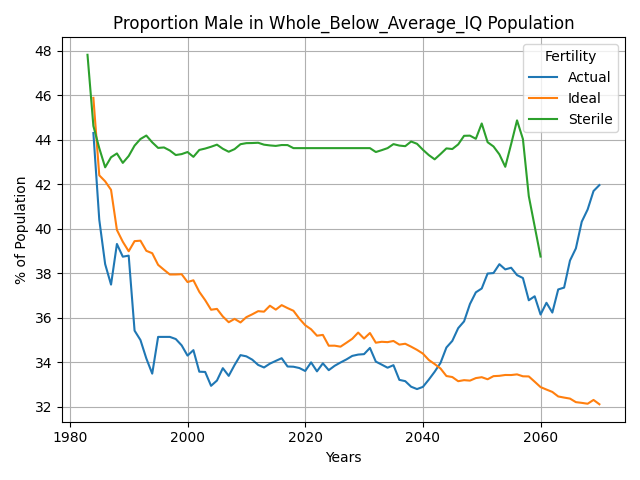 Proportion Male in Whole_Below_Average_IQ Population
Fertility
Actual
Ideal
Sterile
% of Population
48
46
44
42
40
38
36
34
32
1980
2000
2020
2040
2060
Years